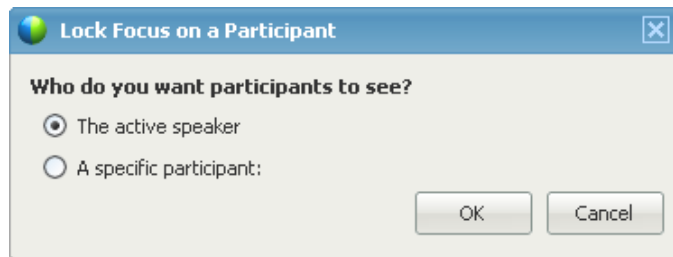 Lock Focus on a Participant
Who do you want participants to see?
The active speaker
A specific participant:
OK Cancel